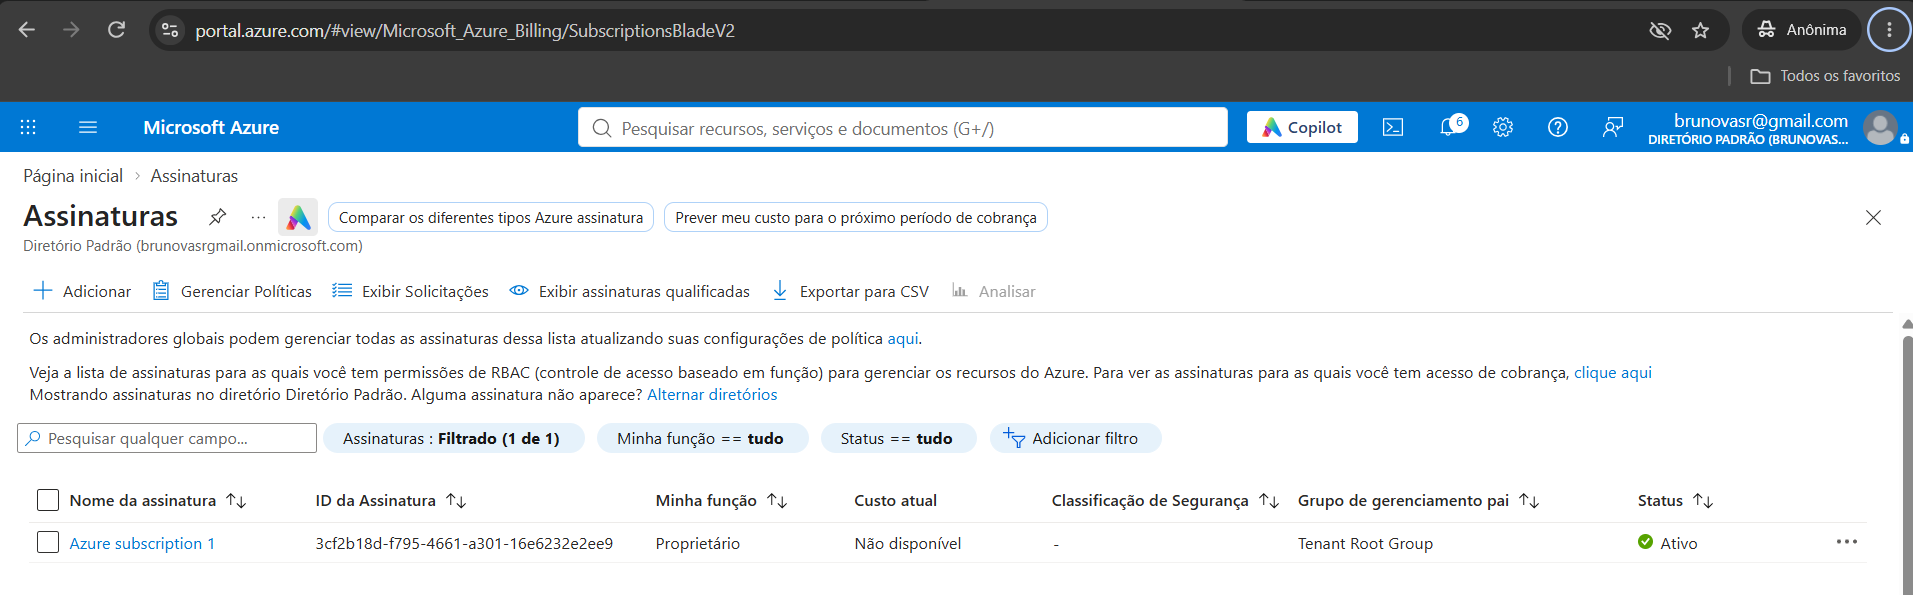 portal.azure.com/#view/Microsoft_Azure_Billing/SubscriptionsBladeV2
Anônima
Todos os favoritos
Microsoft Azure
Pesquisar recursos, serviços e documentos (G+/)
Copilot
6
brunovasr@gmail.com
DIRETÓRIO PADRÃO (BRUNOVAS...
Página inicial > Assinaturas
Assinaturas
...
Comparar os diferentes tipos Azure assinatura
Prever meu custo para o próximo período de cobrança
Diretório Padrão (brunovasrgmail.onmicrosoft.com)
Adicionar
Gerenciar Políticas
Exibir Solicitações
Exibir assinaturas qualificadas
Exportar para CSV
Analisar
Os administradores globais podem gerenciar todas as assinaturas dessa lista atualizando suas configurações de política aqui.
Veja a lista de assinaturas para as quais você tem permissões de RBAC (controle de acesso baseado em função) para gerenciar os recursos do Azure. Para ver as assinaturas para as quais você tem acesso de cobrança, clique aqui
Mostrando assinaturas no diretório Diretório Padrão. Alguma assinatura não aparece? Alternar diretórios
Pesquisar qualquer campo...
Assinaturas : Filtrado (1 de 1)
Minha função == tudo
Status == tudo
Adicionar filtro
Nome da assinatura
ID da Assinatura
Minha função
Custo atual
Classificação de Segurança
Grupo de gerenciamento pai
Status
Azure subscription 1
3cf2b18d-f795-4661-a301-16e6232e2ee9
Proprietário
Não disponível
-
Tenant Root Group
Ativo
...